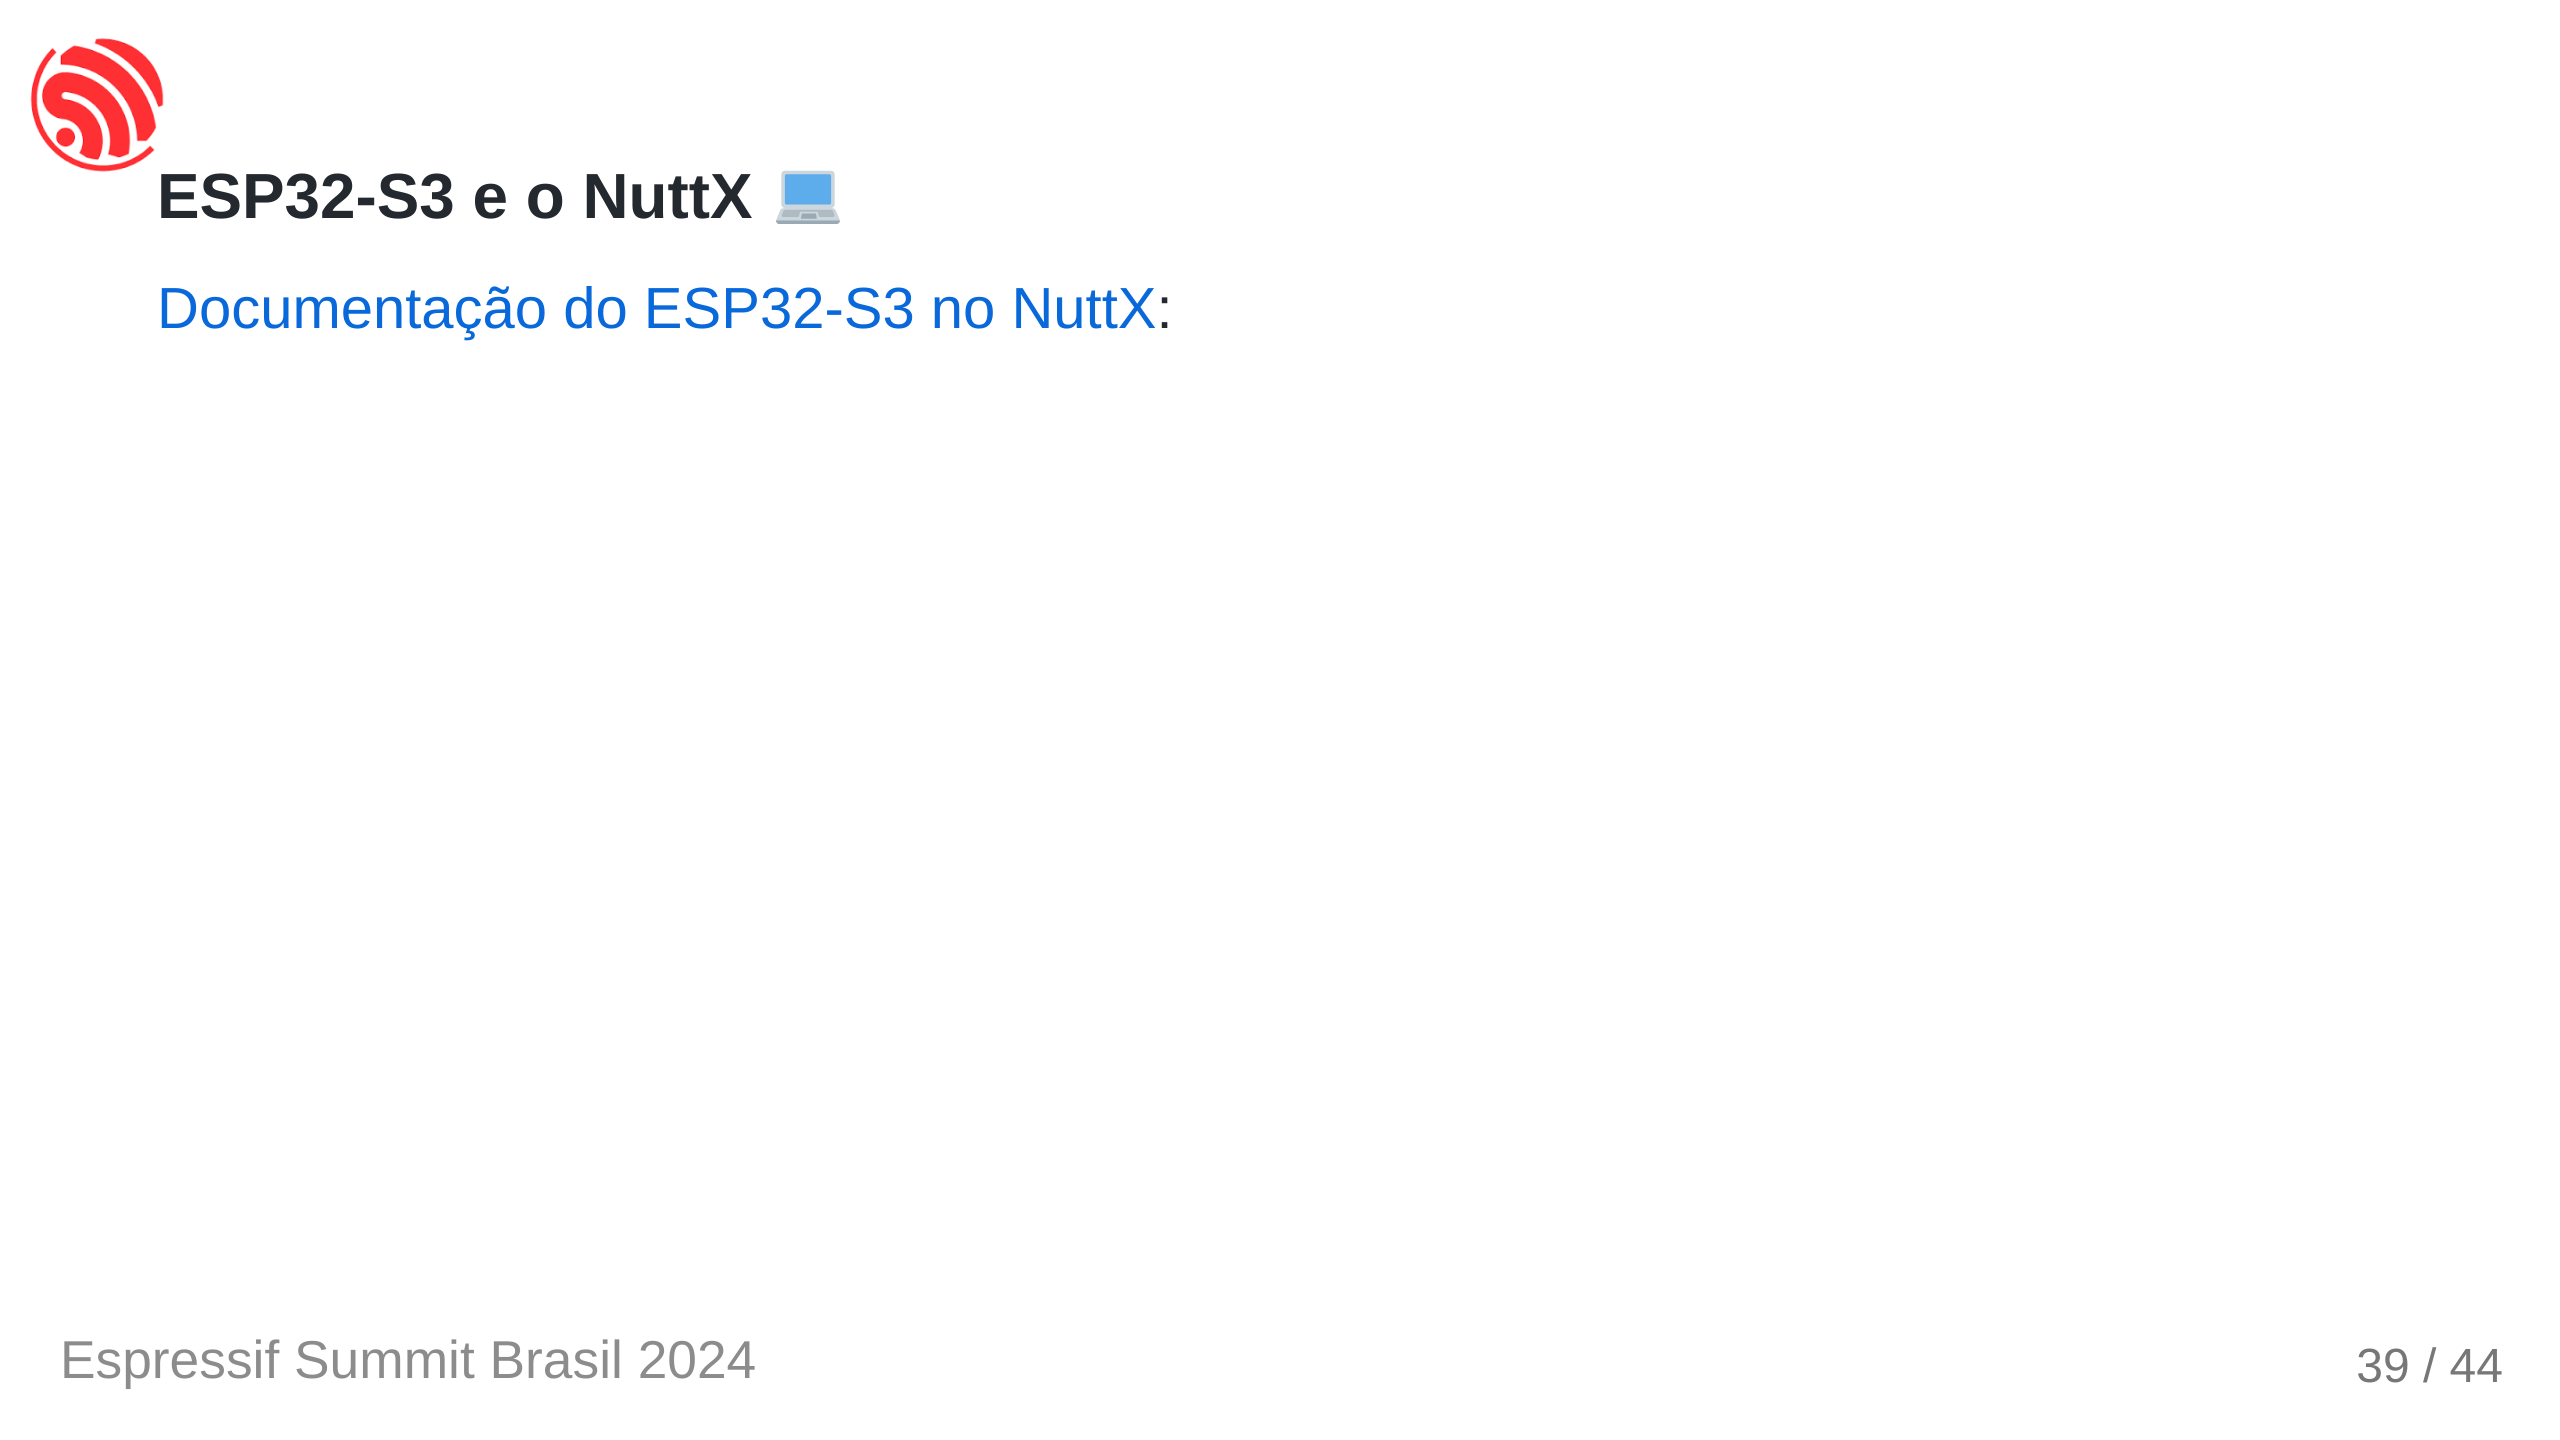 ESP32-S3 e o NuttX 💻
Documentação do ESP32-S3 no NuttX:
Espressif Summit Brasil 2024
39 / 44